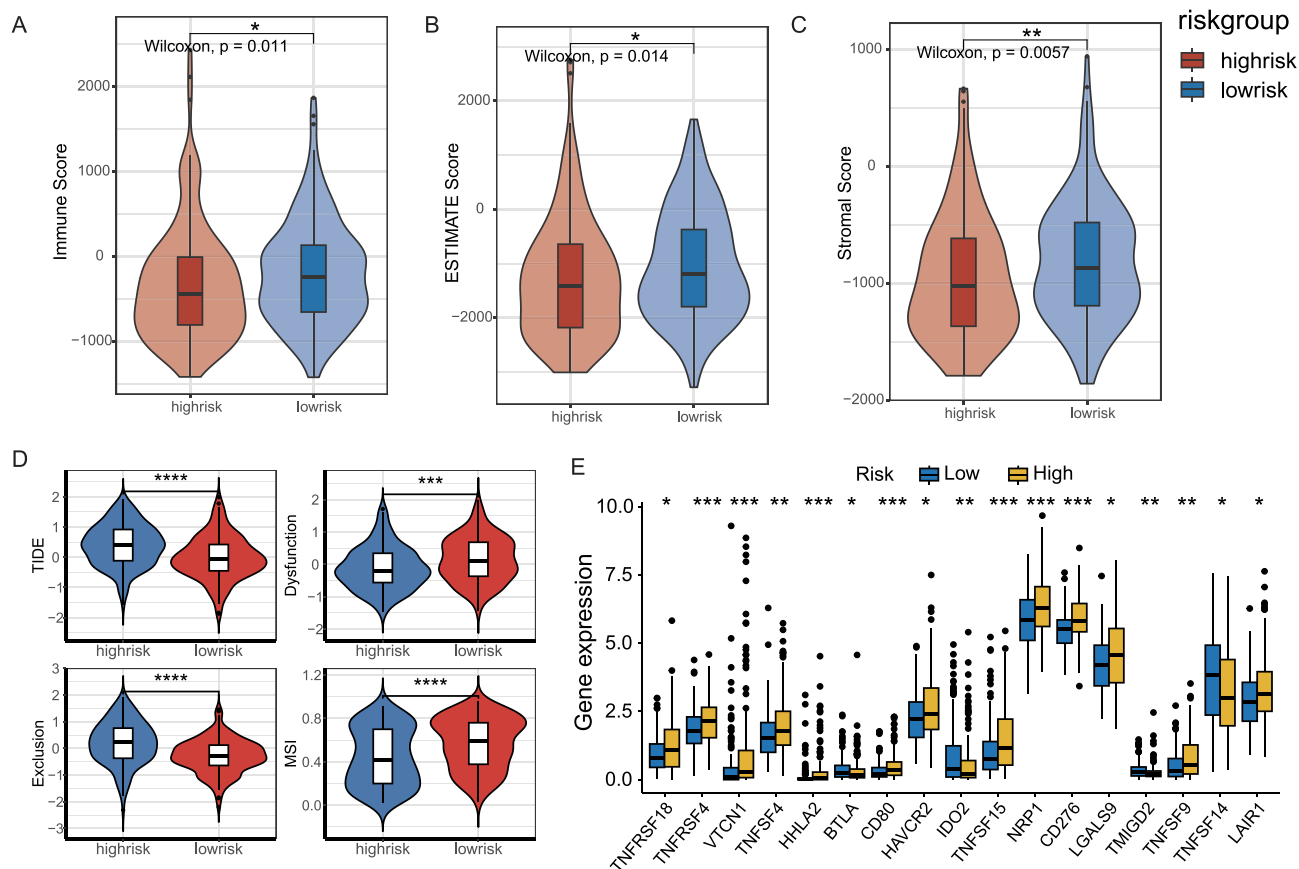 A
Immune Score
2000
1000
0
−1000
Wilcoxon, p = 0.011
*
highrisk
lowrisk
B
ESTIMATE Score
2000
0
−2000
Wilcoxon, p = 0.014
*
highrisk
lowrisk
C
Stromal Score
1000
0
−1000
−2000
Wilcoxon, p = 0.0057
**
highrisk
lowrisk
riskgroup
highrisk
lowrisk
D
TIDE
2
1
0
−1
−2
****
highrisk
lowrisk
Dysfunction
2
1
0
−1
−2
***
highrisk
lowrisk
Exclusion
3
2
1
0
−1
−2
−3
****
highrisk
lowrisk
MSI
1.2
0.8
0.4
0.0
****
highrisk
lowrisk
E
Risk Low High
* *** *** ** *** * *** * ** *** *** *** * ** ** * *
Gene expression
10.0
7.5
5.0
2.5
0.0
TNFRSF18
TNFRSF4
VTCN1
TNFSF4
HHLA2
BTLA
CD80
HAVCR2
IDO2
TNFSF15
NRP1
CD276
LGALS9
TMIGD2
TNFSF9
TNFSF14
LAIR1